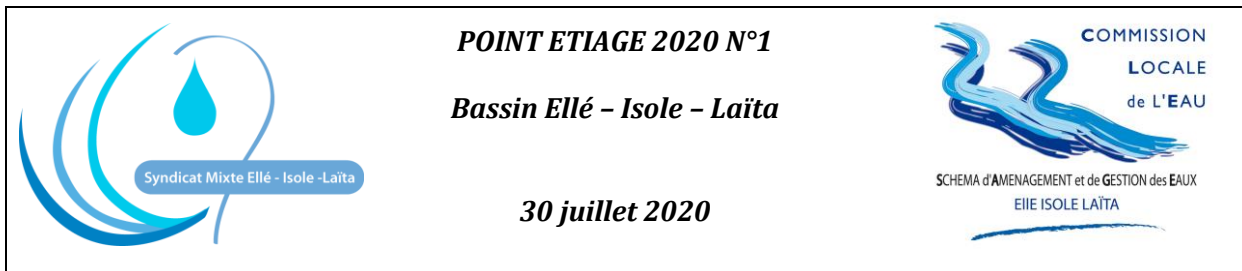 Syndicat Mixte Ellé - Isole -Laïta
POINT ETIAGE 2020 N°1
Bassin Ellé – Isole – Laïta
30 juillet 2020
COMMISSION
LOCALE
de L'EAU
SCHEMA d'AMENAGEMENT et de GESTION des EAUX
EllE ISOLE LAÏTA